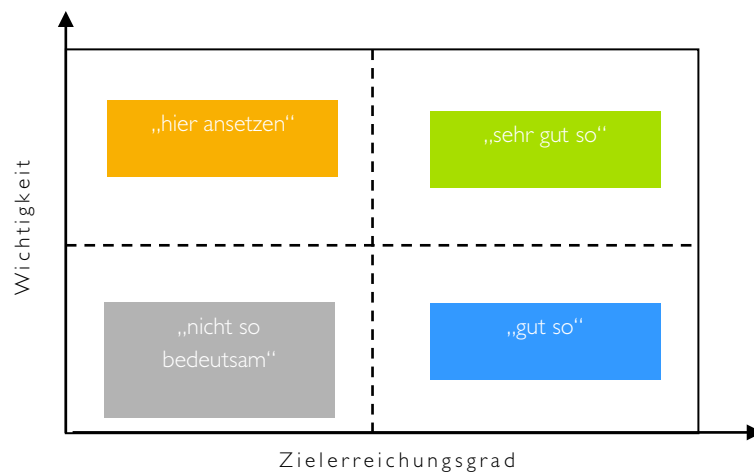 „hier ansetzen“
„sehr gut so“
Wichtigkeit
„nicht so
bedeutsam“
„gut so“
Zielerreichungsgrad